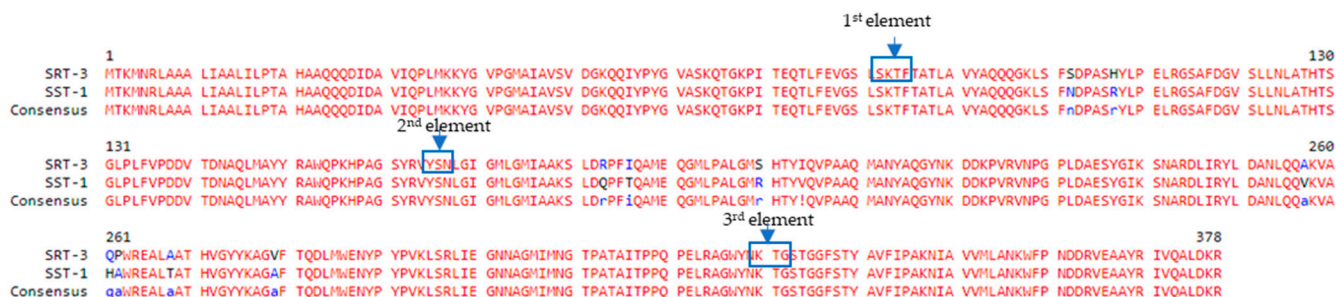 1st element
1 130
SRT-3 MTKMNRLAAA LIAALILPTA HAAQQQDIDA VIQPLMKKYG VPGMAIAVSV DGKQQIYPYG VASKQTGKPI TEQTLFEVGS LSKTFTATLA VYAQQQGKLS FSDPASHYLP ELRGSAFDGV SLLNLATHTS
SST-1 MTKMNRLAAA LIAALILPTA HAAQQQDIDA VIQPLMKKYG VPGMAIAVSV DGKQQIYPYG VASKQTGKPI TEQTLFEVGS LSKTFTATLA VYAQQQGKLS FNDPASRYLP ELRGSAFDGV SLLNLATHTS
Consensus MTKMNRLAAA LIAALILPTA HAAQQQDIDA VIQPLMKKYG VPGMAIAVSV DGKQQIYPYG VASKQTGKPI TEQTLFEVGS LSKTFTATLA VYAQQQGKLS FnDPASrYLP ELRGSAFDGV SLLNLATHTS
2nd element
131 260
SRT-3 GLPLFVPDDV TDNAQLMAYY RAWQPKHPAG SYRVYSNLGI GMLGMIAAKS LDRPFIQAME QGMLPALGMS HTYIQVPAAQ MANYAQGYNK DDKPVRVNPG PLDAESYGIK SNARDLIRYL DANLQQAKVA
SST-1 GLPLFVPDDV TDNAQLMAYY RAWQPKHPAG SYRVYSNLGI GMLGMIAAKS LDQPFTQAME QGMLPALGMR HTYVQVPAAQ MANYAQGYNK DDKPVRVNPG PLDAESYGIK SNARDLIRYL DANLQQVKVA
Consensus GLPLFVPDDV TDNAQLMAYY RAWQPKHPAG SYRVYSNLGI GMLGMIAAKS LDrPFiQAME QGMLPALGMr HTY!QVPAAQ MANYAQGYNK DDKPVRVNPG PLDAESYGIK SNARDLIRYL DANLQQaKVA
3rd element
261 378
SRT-3 QPWREALAAT HVGYYKAGVF TQDLMWENYP YPVKLSRLIE GNNAGMIMNG TPATAITPPQ PELRAGWYNK TGSTGGFSTY AVFIPAKNIA VVMLANKWFP NDDRVEAAYR IVQALDKR
SST-1 HAWREALTAT HVGYYKAGAF TQDLMWENYP YPVKLSRLIE GNNAGMIMNG TPATAITPPQ PELRAGWYNK TGSTGGFSTY AVFIPAKNIA VVMLANKWFP NDDRVEAAYR IVQALDKR
Consensus qaWREALaAT HVGYYKAGaF TQDLMWENYP YPVKLSRLIE GNNAGMIMNG TPATAITPPQ PELRAGWYNK TGSTGGFSTY AVFIPAKNIA VVMLANKWFP NDDRVEAAYR IVQALDKR